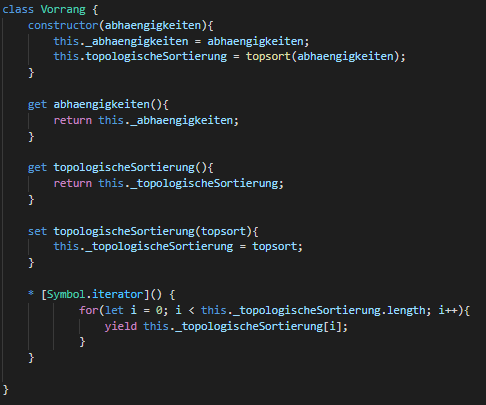 class Vorrang {
    constructor(abhaengigkeiten){
        this._abhaengigkeiten = abhaengigkeiten;
        this.topologischeSortierung = topsort(abhaengigkeiten);
    }

    get abhaengigkeiten(){
        return this._abhaengigkeiten;
    }

    get topologischeSortierung(){
        return this._topologischeSortierung;
    }

    set topologischeSortierung(topsort){
        this._topologischeSortierung = topsort;
    }

    * [Symbol.iterator]() {
            for(let i = 0; i < this._topologischeSortierung.length; i++){
                yield this._topologischeSortierung[i];
            }
    }

}